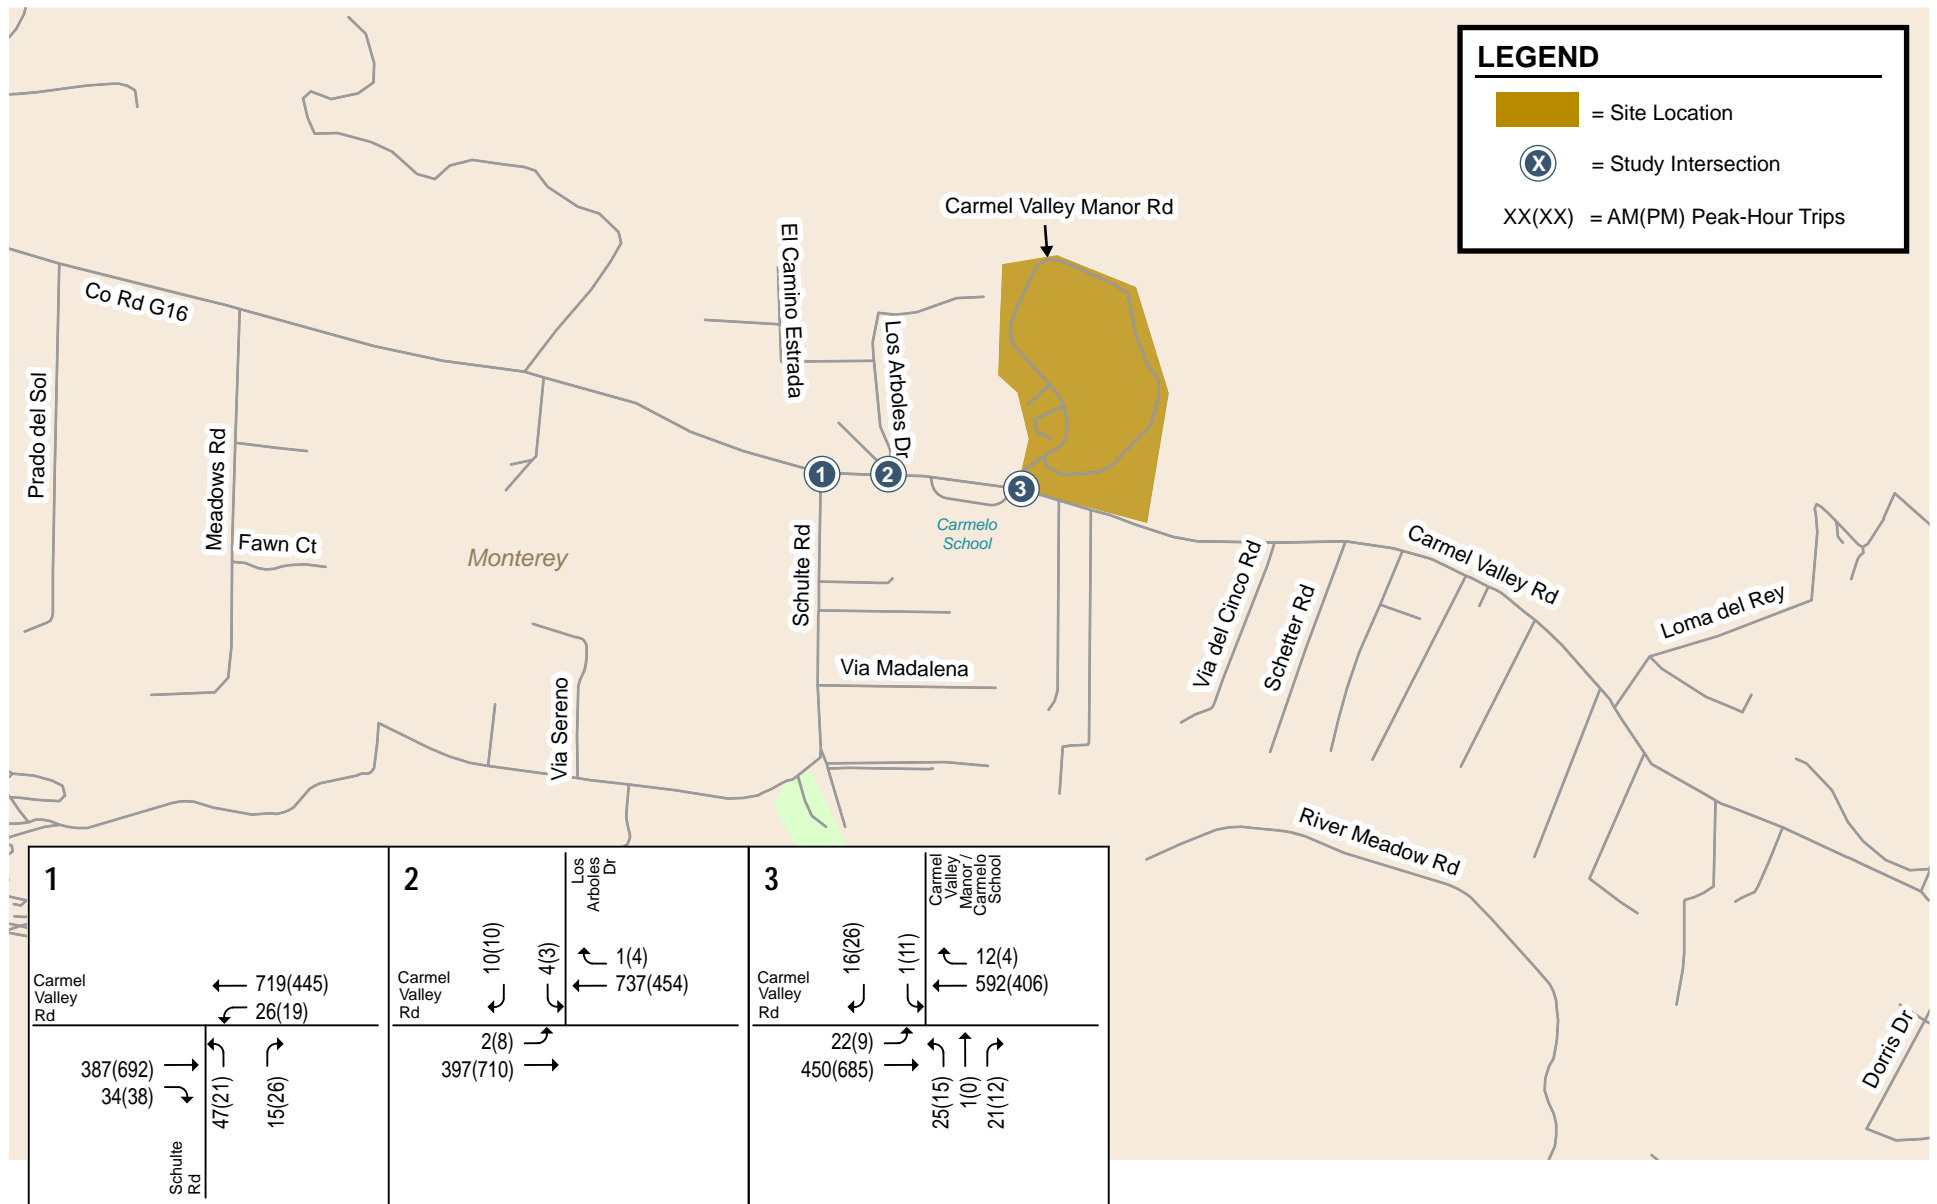 LEGEND
= Site Location
X
= Study Intersection
XX(XX) = AM(PM) Peak-Hour Trips
Carmel Valley Manor Rd
El Camino Estrada
Los Arboles Dr
Co Rd G16
Prado del Sol
Meadows Rd
Fawn Ct
Monterey
1
2
3
Carmelo
School
Schulte Rd
Via Madalena
Via Sereno
Via del Cinco Rd
Schetter Rd
Carmel Valley Rd
Loma del Rey
River Meadow Rd
Dorris Dr
1
Carmel
Valley
Rd
719(445)
26(19)
387(692)
34(38)
47(21)
15(26)
Schulte
Rd
2
Los
Arboles
Dr
10(10)
4(3)
1(4)
737(454)
Carmel
Valley
Rd
2(8)
397(710)
3
Carmel
Valley
Manor/
Carmelo
School
16(26)
1(11)
12(4)
592(406)
Carmel
Valley
Rd
22(9)
450(685)
25(15)
1(0)
21(12)